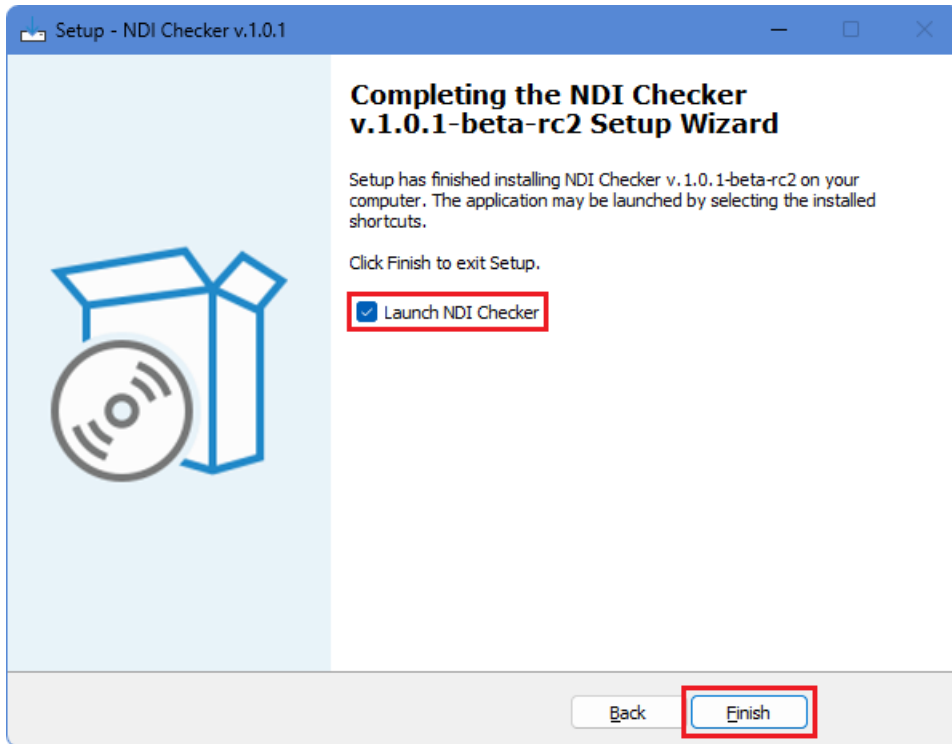 Setup - NDI Checker v.1.0.1
Completing the NDI Checker
v.1.0.1-beta-rc2 Setup Wizard
Setup has finished installing NDI Checker v.1.0.1-beta-rc2 on your
computer. The application may be launched by selecting the installed
shortcuts.
Click Finish to exit Setup.
Launch NDI Checker
Back
Finish